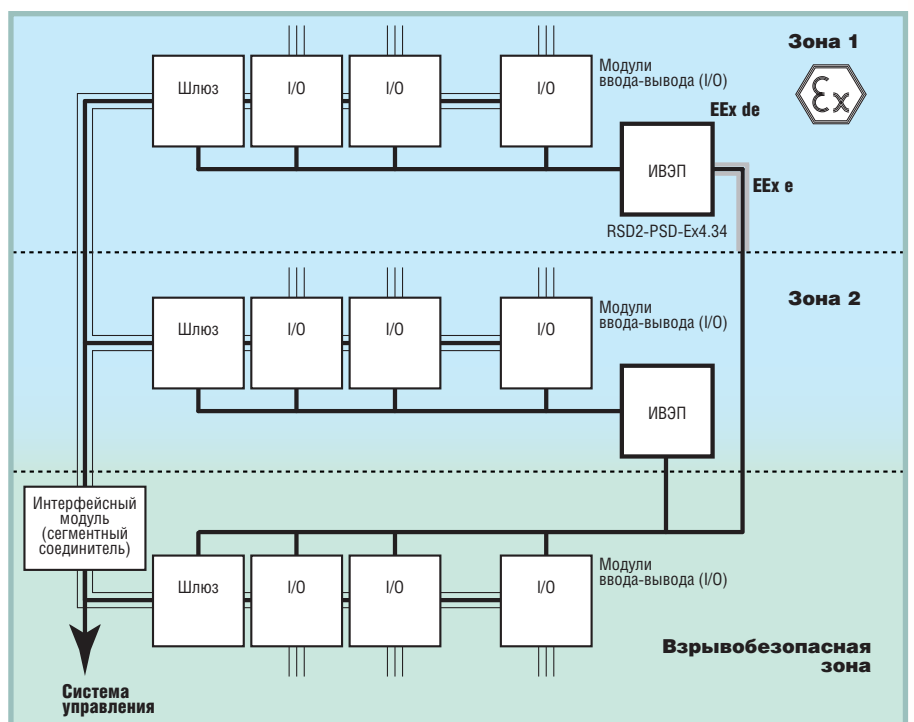 Зона 1
Шлюз
I/O
I/O
I/O
Модули
ввода-вывода (I/O)
Ex
EEx de
ИВЭП
EEx e
RSD2-PSD-Ex4.34
Зона 2
Шлюз
I/O
I/O
I/O
Модули
ввода-вывода (I/O)
ИВЭП
Интерфейсный
модуль
(сегментный
соединитель)
Шлюз
I/O
I/O
I/O
Модули
ввода-вывода (I/O)
Взрывобезопасная
зона
Система
управления